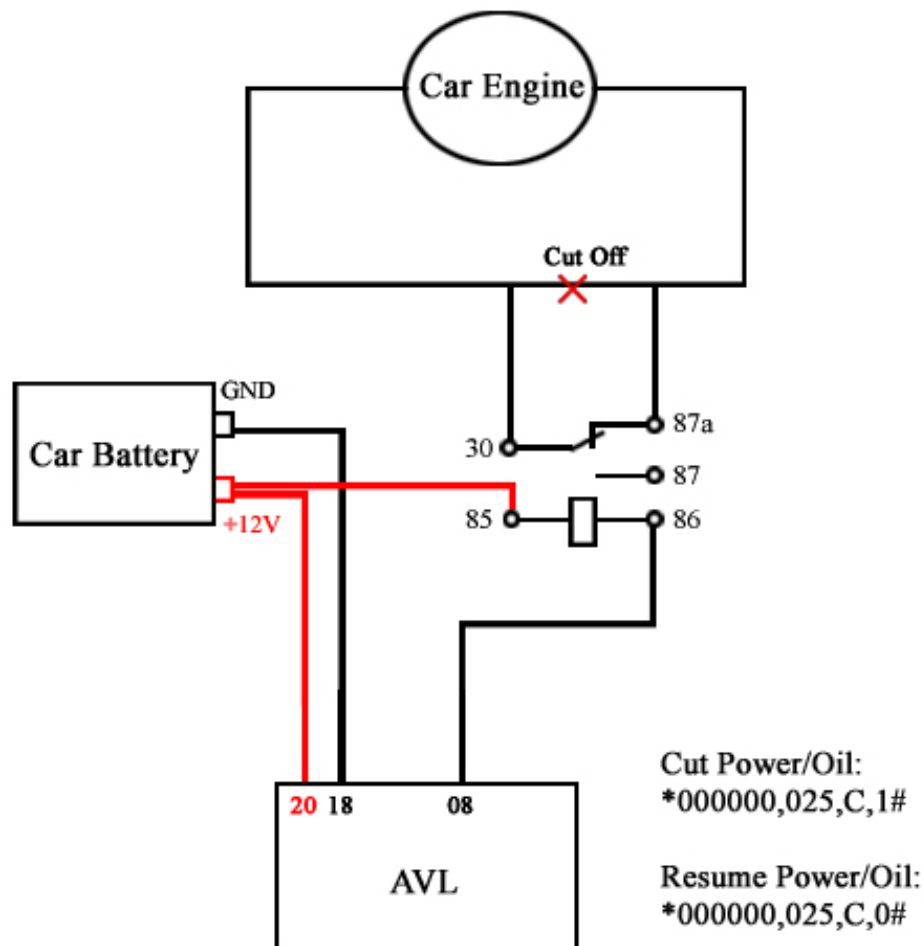 Car Engine
Cut Off
GND
Car Battery
+12V
30
87a
87
85
86
20 18 08
AVL
Cut Power/Oil:
*000000,025,C,1#
Resume Power/Oil:
*000000,025,C,0#